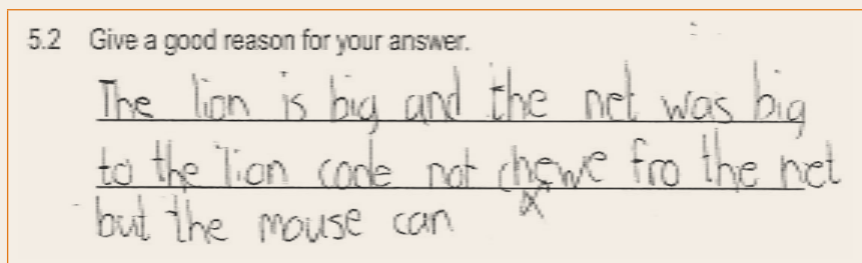 5.2 Give a good reason for your answer.
The lion is big and the net was big
to the lion code not chewe fro the net
but the mouse can